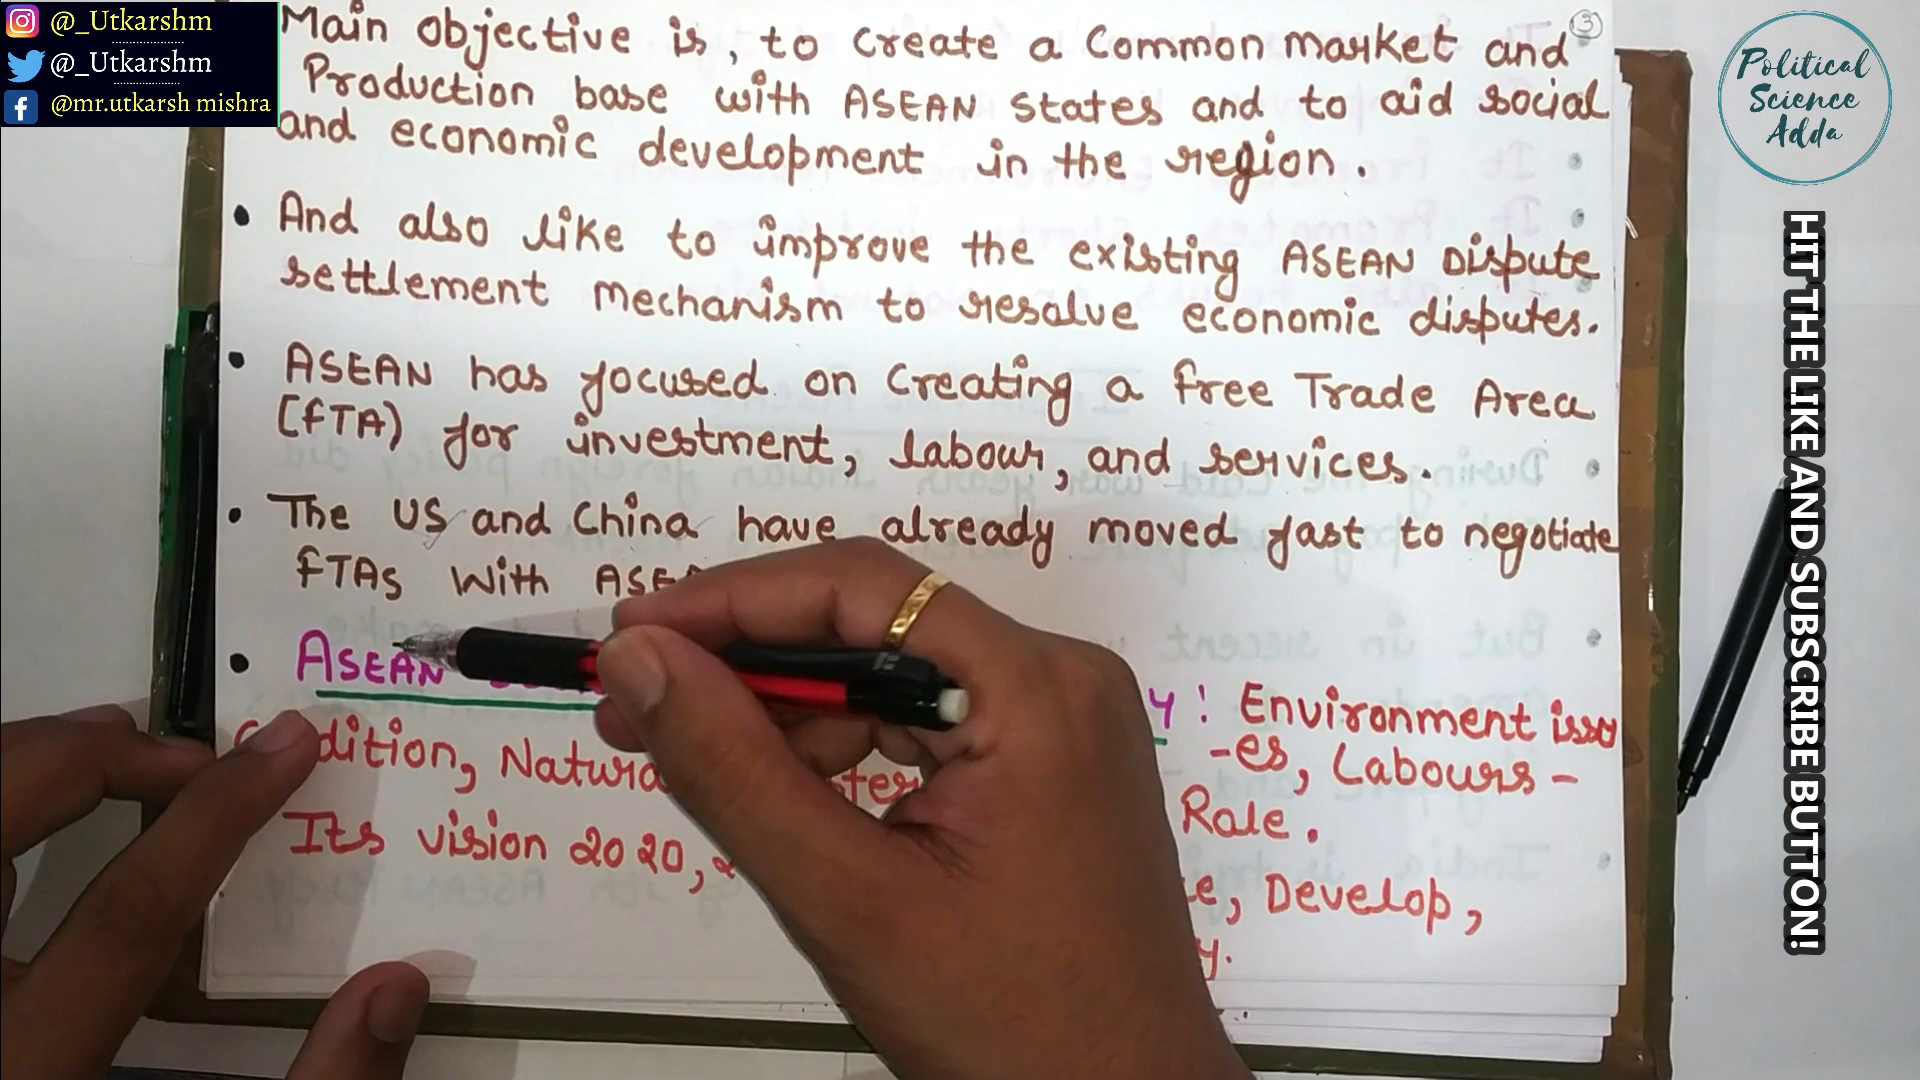 @_Utkarshm
@_Utkarshm
@mr.utkarsh mishra
3
Main objective is, to create a Common market and
Production base with ASEAN States and to aid social
and economic development in the region.
• And also like to improve the existing ASEAN Dispute
settlement mechanism to resolve economic disputes.
• ASEAN has focused on Creating a free Trade Area
(FTA) for investment, labour, and services.
• The US and China have already moved fast to negotiate
FTAs With
• ASEAN y: Environment issu
-es, Labours -
Role.
Its vision 2020,
Develop,
y.
Political
Science
Adda
HIT THE LIKE AND SUBSCRIBE BUTTON!